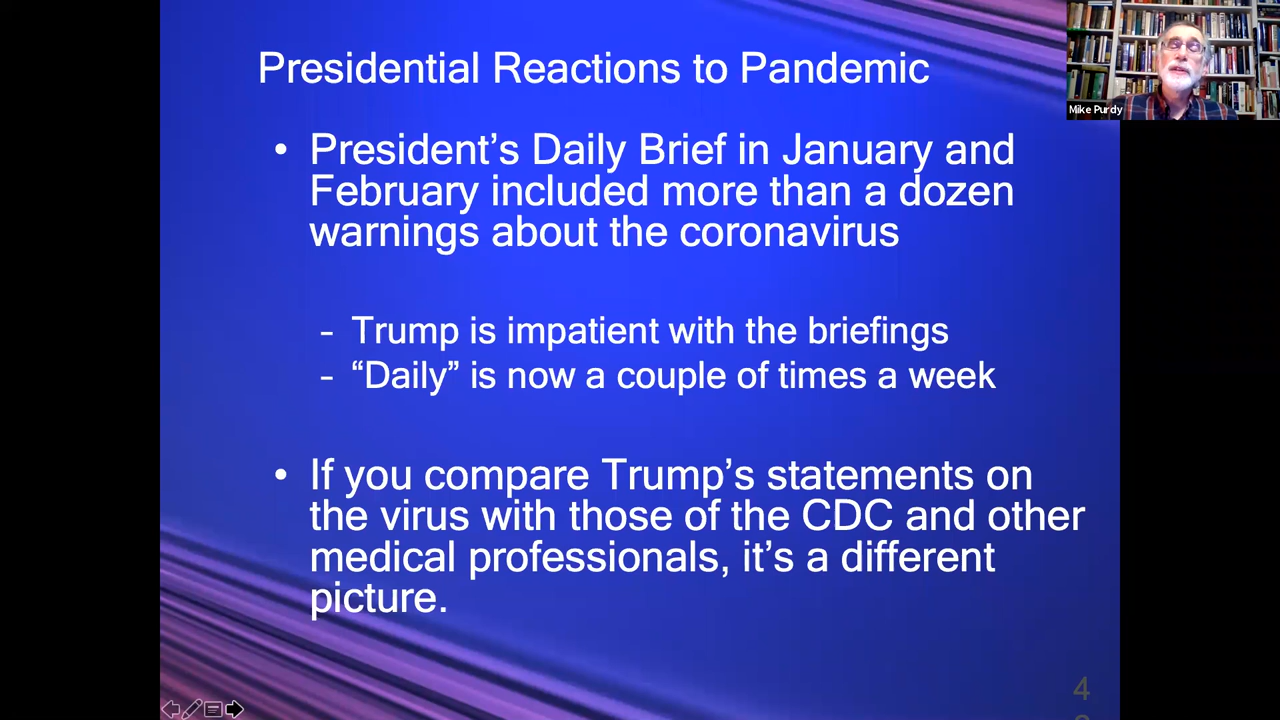 Presidential Reactions to Pandemic
Mike Purdy
• President’s Daily Brief in January and
February included more than a dozen
warnings about the coronavirus
- Trump is impatient with the briefings
- “Daily” is now a couple of times a week
• If you compare Trump’s statements on
the virus with those of the CDC and other
medical professionals, it’s a different
picture.
4